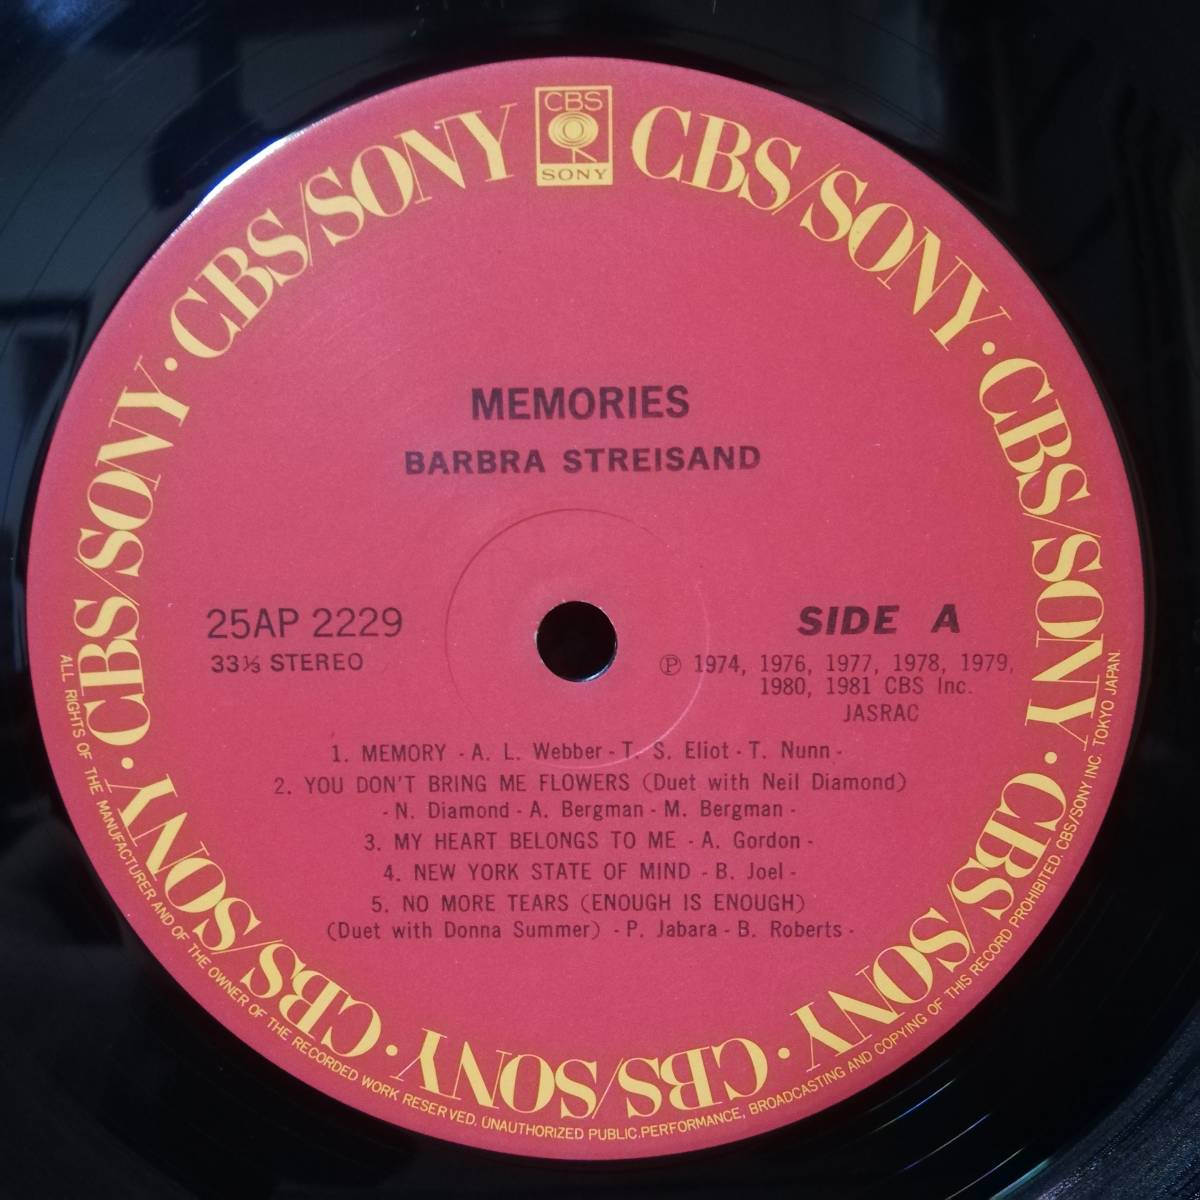 CBS
SONY
CBS/SONY · CBS/SONY · CBS/SONY · CBS/SONY · CBS/SONY · CBS/SONY · CBS/SONY · CBS/SONY
MEMORIES
BARBRA STREISAND
25AP 2229
33⅓ STEREO
SIDE A
Ⓟ 1974, 1976, 1977, 1978, 1979,
1980, 1981 CBS Inc.
JASRAC
1. MEMORY - A. L. Webber - T. S. Eliot - T. Nunn -
2. YOU DON'T BRING ME FLOWERS (Duet with Neil Diamond)
- N. Diamond - A. Bergman - M. Bergman -
3. MY HEART BELONGS TO ME - A. Gordon -
4. NEW YORK STATE OF MIND - B. Joel -
5. NO MORE TEARS (ENOUGH IS ENOUGH)
(Duet with Donna Summer) - P. Jabara - B. Roberts -
ALL RIGHTS OF THE MANUFACTURER AND OF THE OWNER OF THE RECORDED WORK RESERVED. UNAUTHORIZED PUBLIC.PERFORMANCE, BROADCASTING AND COPYING OF THIS RECORD PROHIBITED. CBS/SONY INC. TOKYO JAPAN.